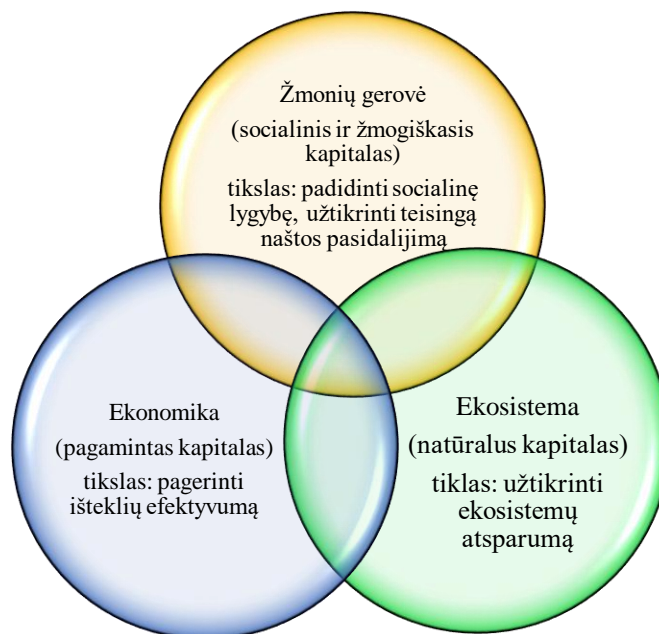 Žmonių gerovė
(socialinis ir žmogiškasis
kapitalas)
tikslas: padidinti socialinę
lygybę, užtikrinti teisingą
naštos pasidalijimą
Ekonomika
(pagamintas kapitalas)
tikslas: pagerinti
išteklių efektyvumą
Ekosistema
(natūralus kapitalas)
tiklas: užtikrinti
ekosistemų
atsparumą